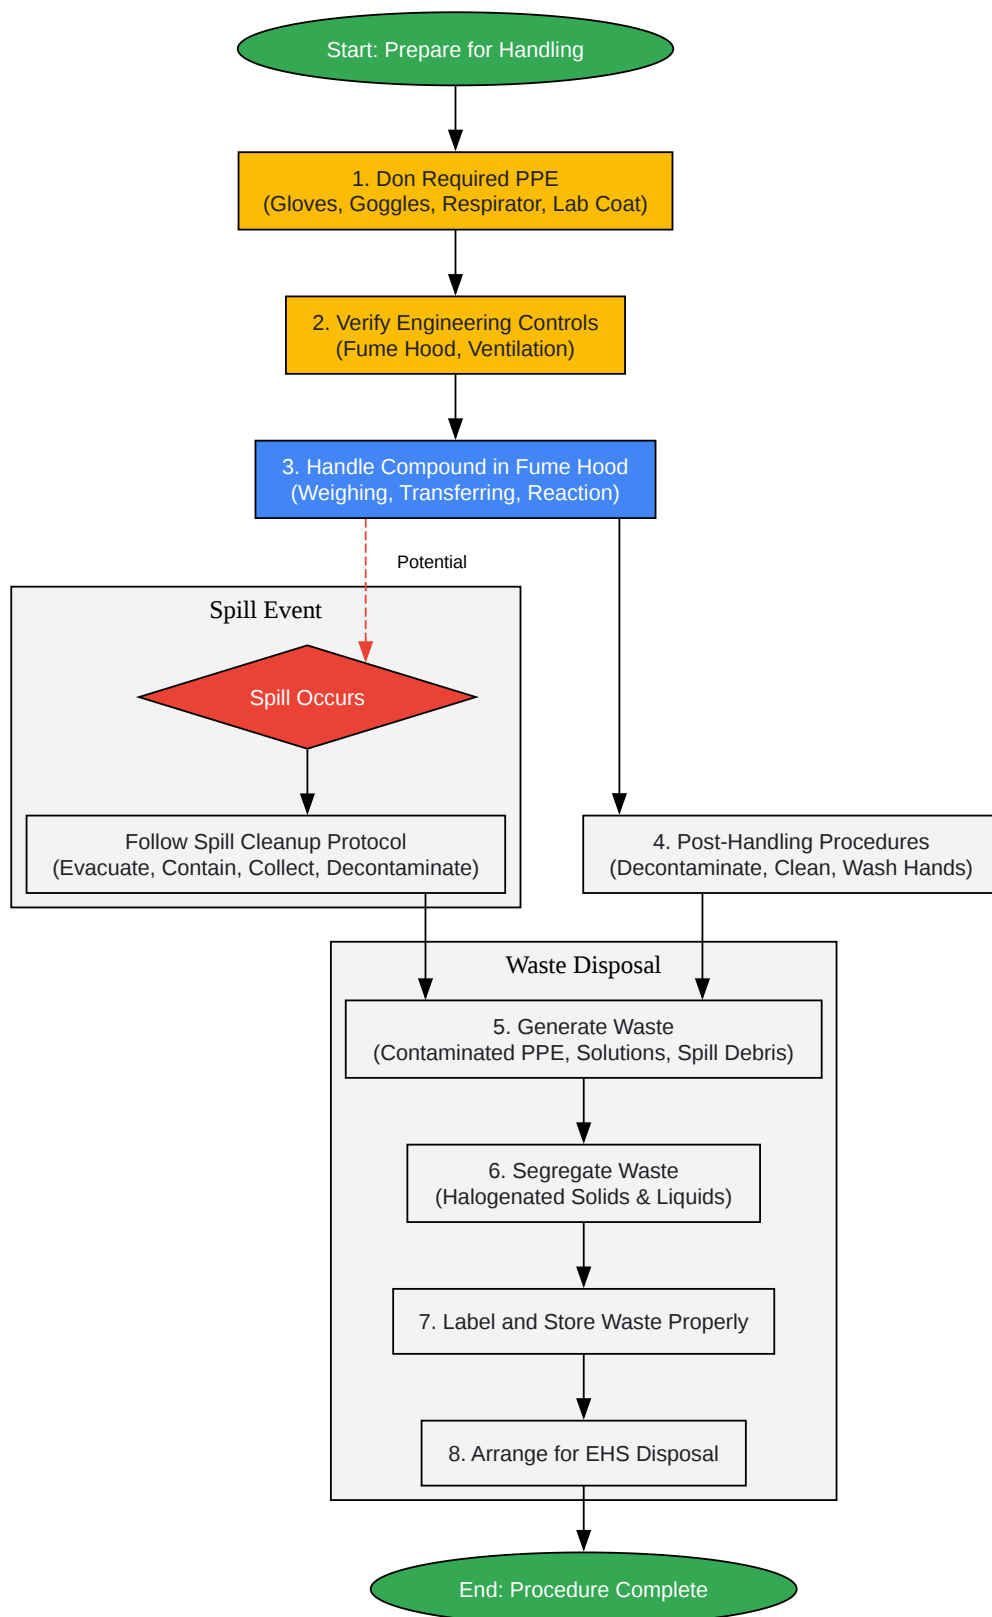 Start: Prepare for Handling
1. Don Required PPE
(Gloves, Goggles, Respirator, Lab Coat)
2. Verify Engineering Controls
(Fume Hood, Ventilation)
3. Handle Compound in Fume Hood
(Weighing, Transferring, Reaction)
Potential
Spill Event
Spill Occurs
Follow Spill Cleanup Protocol
(Evacuate, Contain, Collect, Decontaminate)
4. Post-Handling Procedures
(Decontaminate, Clean, Wash Hands)
Waste Disposal
5. Generate Waste
(Contaminated PPE, Solutions, Spill Debris)
6. Segregate Waste
(Halogenated Solids & Liquids)
7. Label and Store Waste Properly
8. Arrange for EHS Disposal
End: Procedure Complete